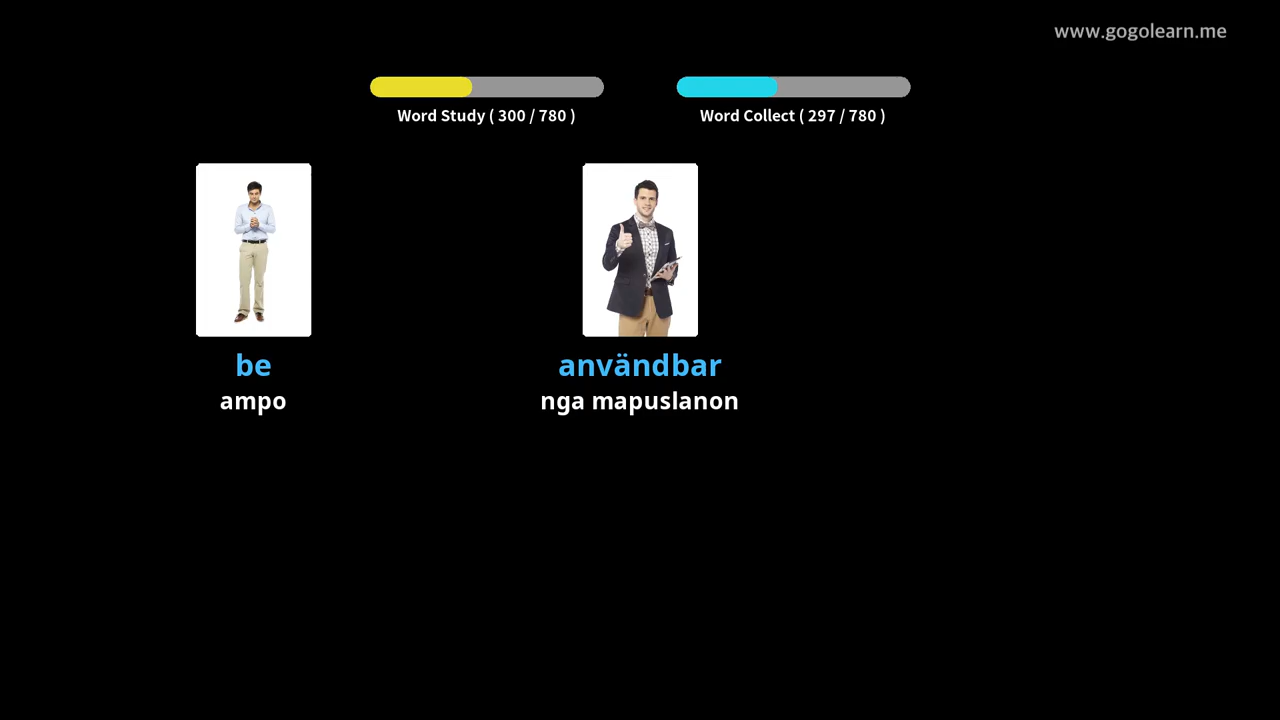 www.gogolearn.me
Word Study ( 300 / 780 )
Word Collect ( 297 / 780 )
be
ampo
användbar
nga mapuslanon